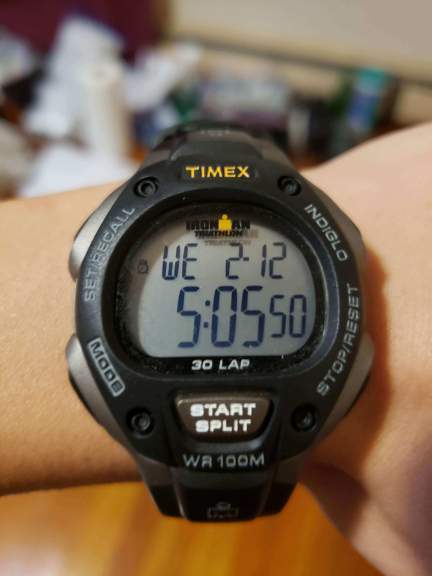 TIMEX
IRONMAN
TRIATHLON
SET/RECALL
INDIGLO
WE 2-12
5:05 50
MODE
STOP/RESET
30 LAP
START
SPLIT
WR 100M